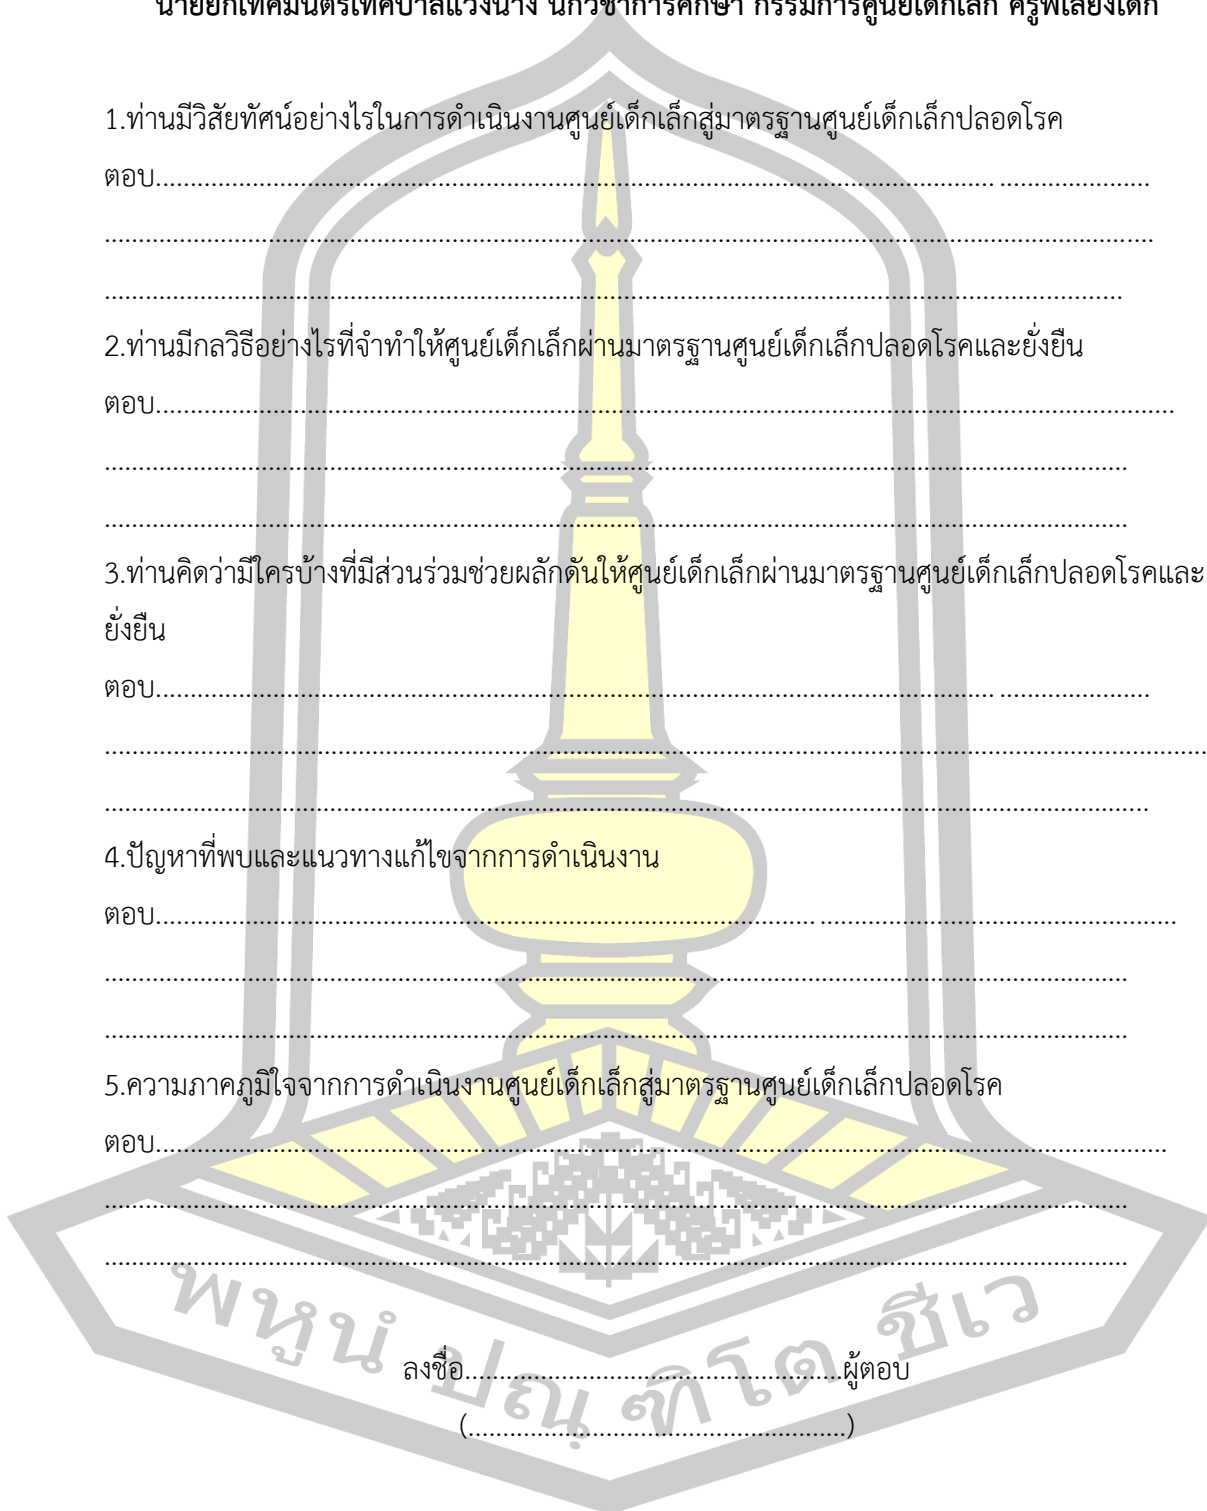 นายยกเทศมนตรีเทศบาลแวงน่าง นักวิชาการศึกษา กรรมการศูนย์เด็กเล็ก ครูพี่เลี้ยงเด็ก
1.ท่านมีวิสัยทัศน์อย่างไรในการดำเนินงานศูนย์เด็กเล็กสู่มาตรฐานศูนย์เด็กเล็กปลอดโรค
ตอบ........................................................................................................................ ......................
.......................................................................................................................................................
...................................................................................................................................................
2.ท่านมีกลวิธีอย่างไรที่จำทำให้ศูนย์เด็กเล็กผ่านมาตรฐานศูนย์เด็กเล็กปลอดโรคและยั่งยืน
ตอบ..................................................................................................................................................
....................................................................................................................................................
....................................................................................................................................................
3.ท่านคิดว่ามีใครบ้างที่มีส่วนร่วมช่วยผลักดันให้ศูนย์เด็กเล็กผ่านมาตรฐานศูนย์เด็กเล็กปลอดโรคและ
ยั่งยืน
ตอบ........................................................................................................................ ......................
................................................................................................................................................................
.......................................................................................................................................................
4.ปัญหาที่พบและแนวทางแก้ไขจากการดำเนินงาน
ตอบ.............................................................................................. ...................................................
....................................................................................................................................................
....................................................................................................................................................
5.ความภาคภูมิใจจากการดำเนินงานศูนย์เด็กเล็กสู่มาตรฐานศูนย์เด็กเล็กปลอดโรค
ตอบ.................................................................................................................................................
....................................................................................................................................................
....................................................................................................................................................
ลงชื่อ......................................................ผู้ตอบ
(......................................................)
พหูนํ ปณฺฑิโต ชีเว